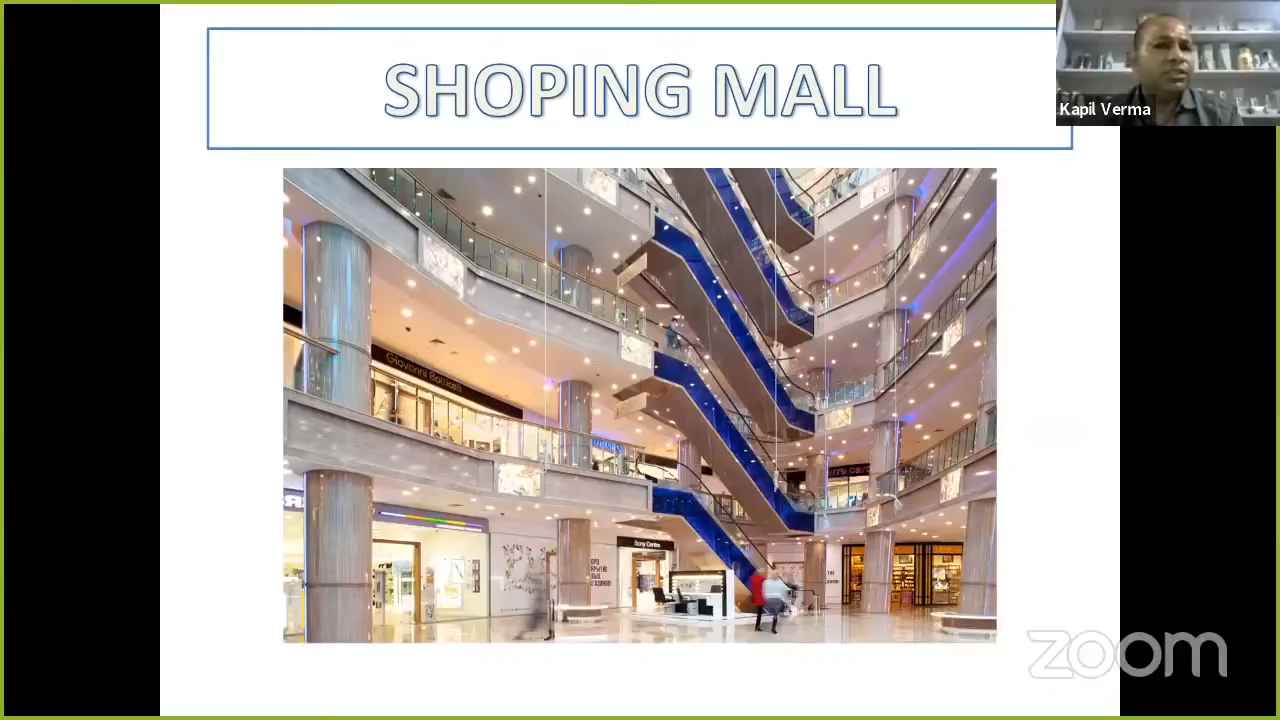 SHOPING MALL
Kapil Verma
Giovanni Botticelli
Sony Centre
zoom